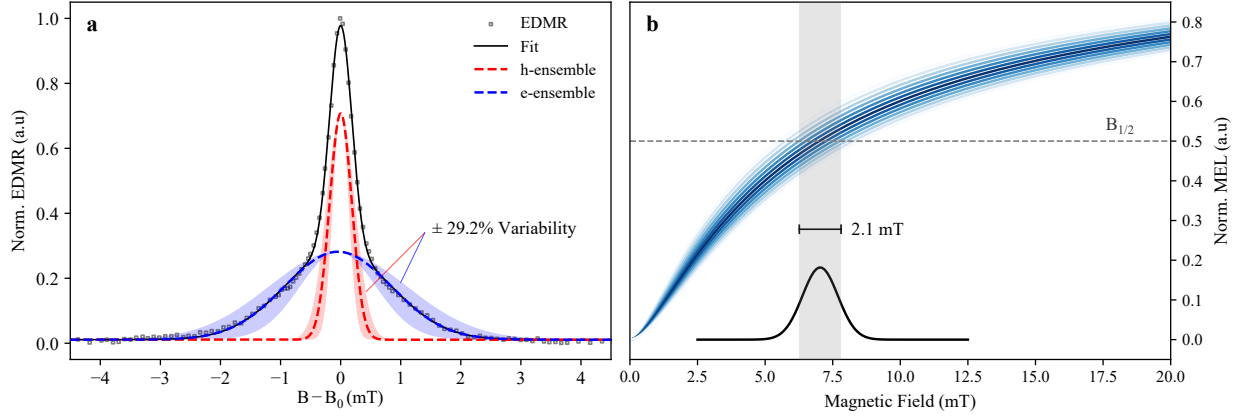 a
EDMR
Fit
h-ensemble
e-ensemble
± 29.2% Variability
Norm. EDMR (a.u)
1.0
0.8
0.6
0.4
0.2
0.0
−4 −3 −2 −1 0 1 2 3 4
B − B0 (mT)
b
B1/2
2.1 mT
0.8
0.7
0.6
0.5
0.4
0.3
0.2
0.1
0.0
Norm. MEL (a.u)
0.0 2.5 5.0 7.5 10.0 12.5 15.0 17.5 20.0
Magnetic Field (mT)